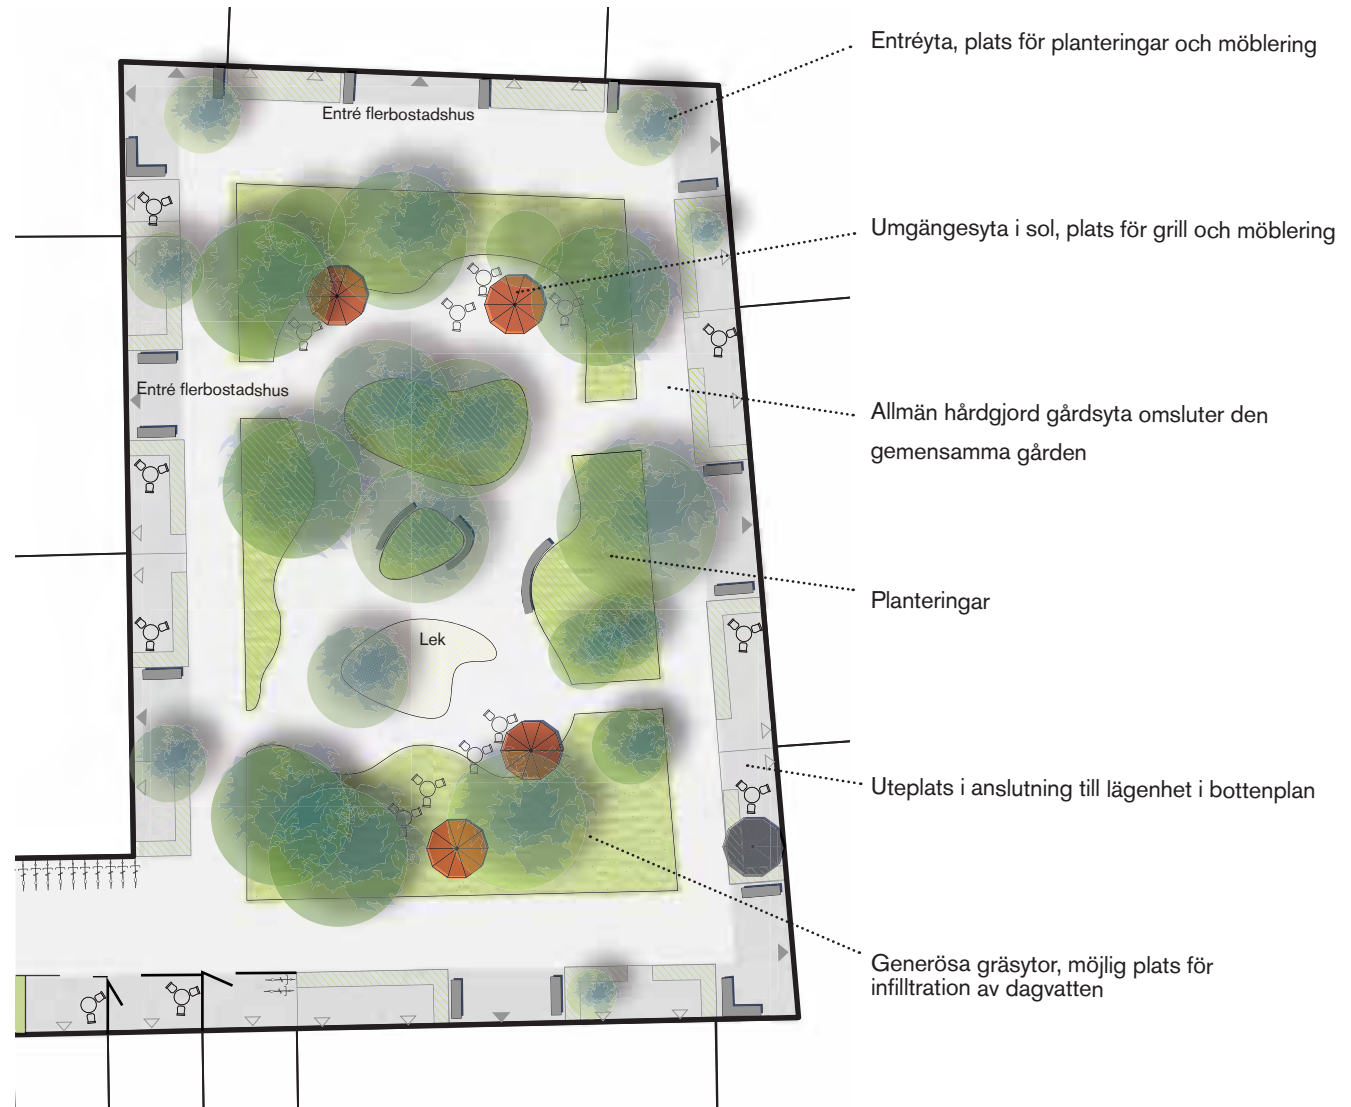 Entréyta, plats för planteringar och möblering
Entré flerbostadshus
Umgängesyta i sol, plats för grill och möblering
Entré flerbostadshus
Allmän hårdgjord gårdsyta omsluter den
gemensamma gården
Planteringar
Lek
Uteplats i anslutning till lägenhet i bottenplan
Generösa gräsytor, möjlig plats för
infilltration av dagvatten